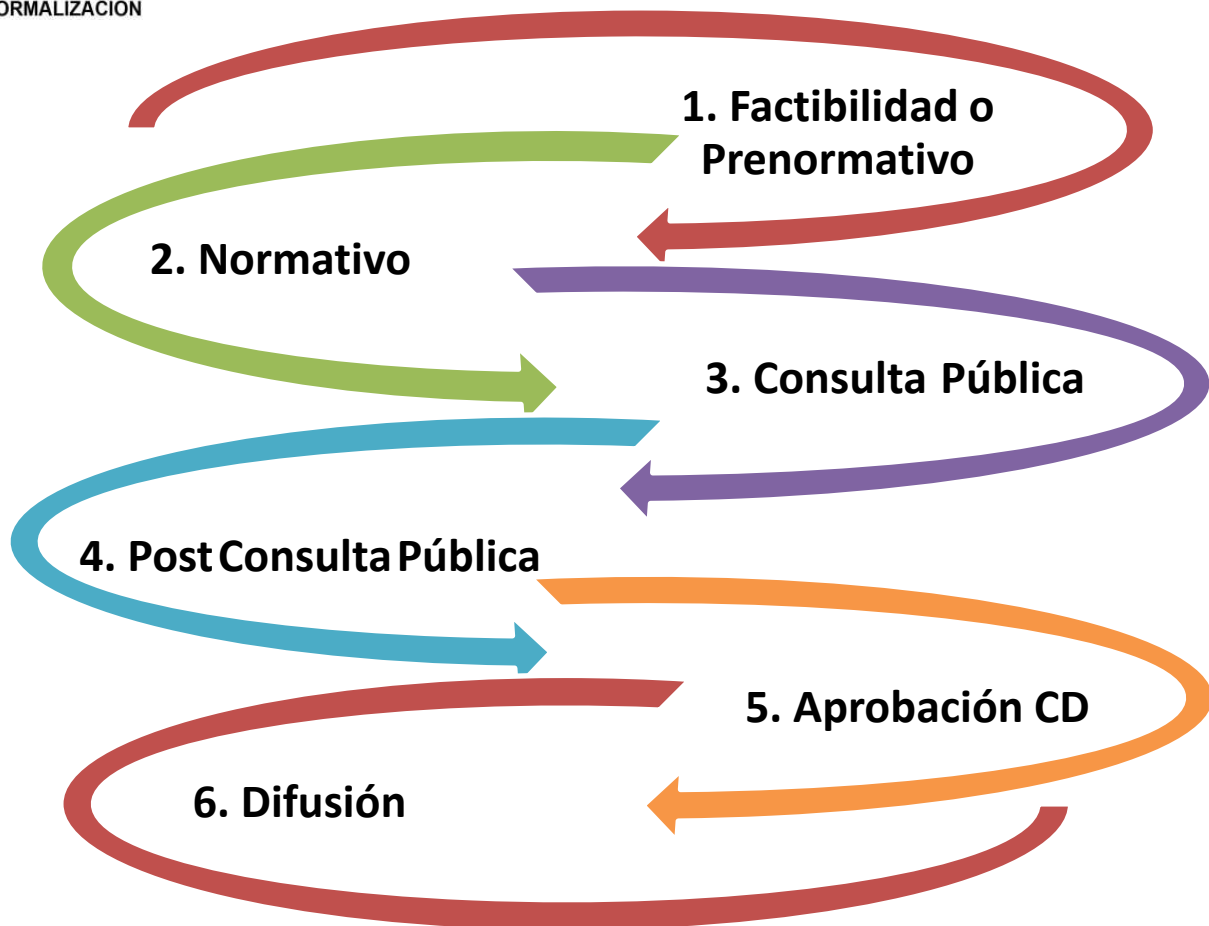 ORMALIZACION
1. Factibilidad o
Prenormativo
2. Normativo
3. Consulta Pública
4. Post Consulta Pública
5. Aprobación CD
6. Difusión